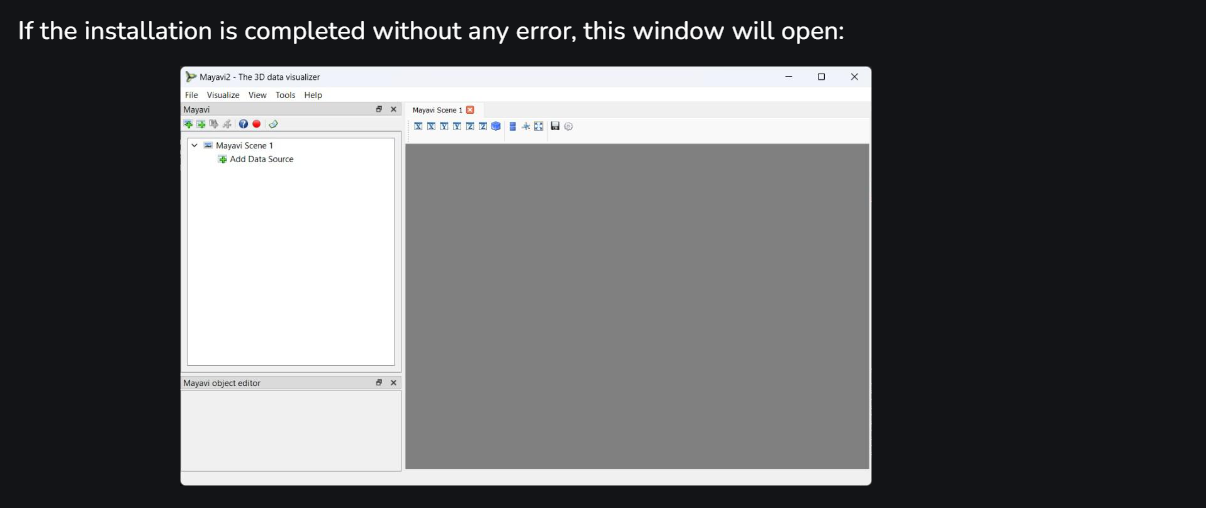 If the installation is completed without any error, this window will open:
Mayavi2 - The 3D data visualizer
File Visualize View Tools Help
Mayavi
Mayavi Scene 1
Mayavi Scene 1
Add Data Source
Mayavi object editor